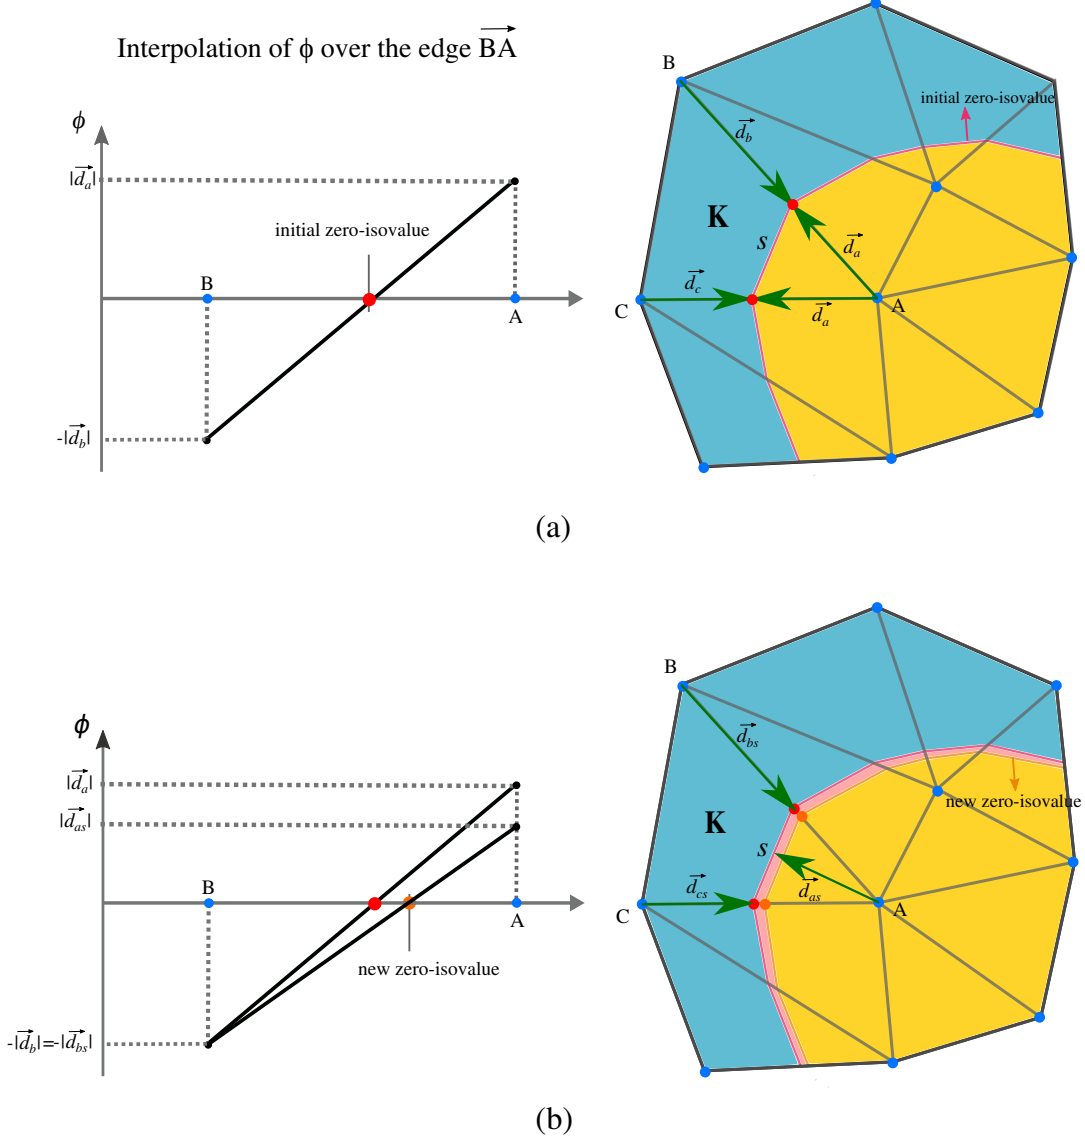 Interpolation of ϕ over the edge BA
ϕ
|d_a|
initial zero-isovalue
B
A
-|d_b|
B
initial zero-isovalue
d_b
K
s
d_a
d_c
C
A
d_a
(a)
ϕ
|d_a|
|d_as|
B
A
new zero-isovalue
-|d_b|=-|d_bs|
B
d_bs
new zero-isovalue
K
s
d_cs
d_as
C
A
(b)